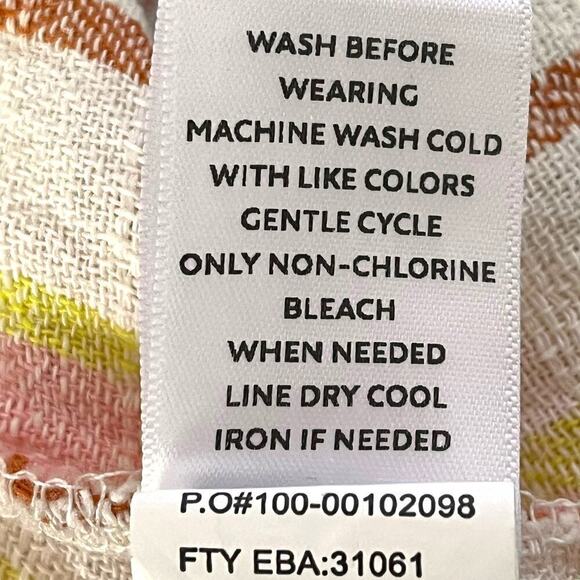 WASH BEFORE
WEARING
MACHINE WASH COLD
WITH LIKE COLORS
GENTLE CYCLE
ONLY NON-CHLORINE
BLEACH
WHEN NEEDED
LINE DRY COOL
IRON IF NEEDED
P.O#100-00102098
FTY EBA:31061